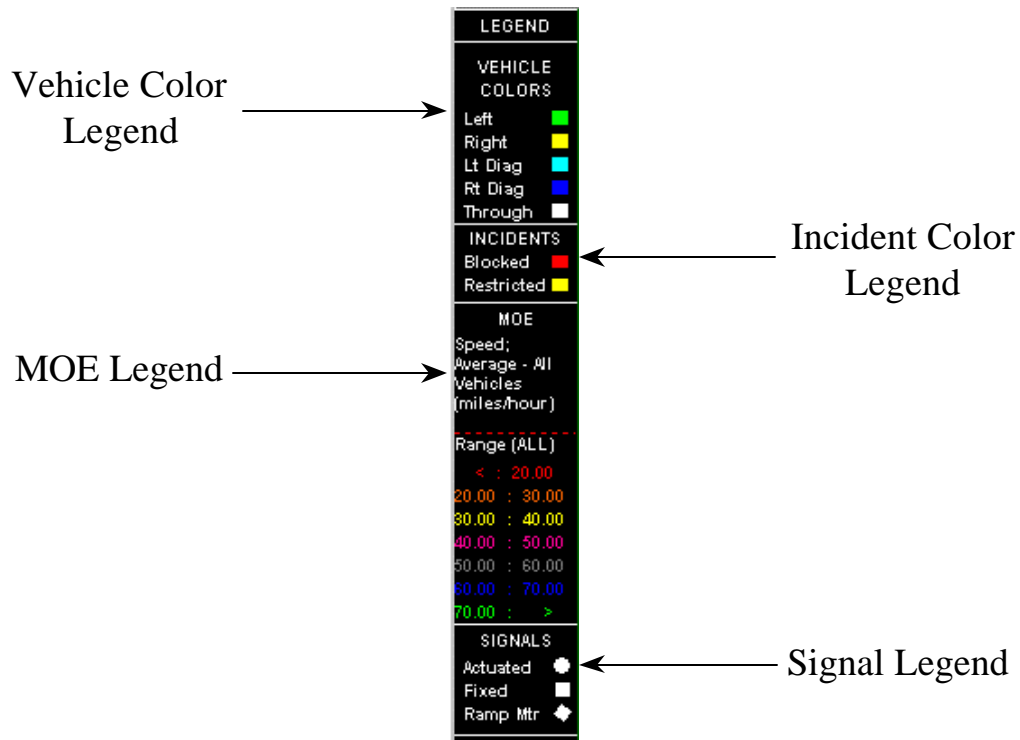 LEGEND
VEHICLE
COLORS
Left
Right
Lt Diag
Rt Diag
Through
INCIDENTS
Blocked
Restricted
MOE
Speed;
Average - All
Vehicles
(miles/hour)
Range (ALL)
< : 20.00
20.00 : 30.00
30.00 : 40.00
40.00 : 50.00
50.00 : 60.00
60.00 : 70.00
70.00 : >
SIGNALS
Actuated
Fixed
Ramp Mtr
Vehicle Color
Legend
Incident Color
Legend
MOE Legend
Signal Legend